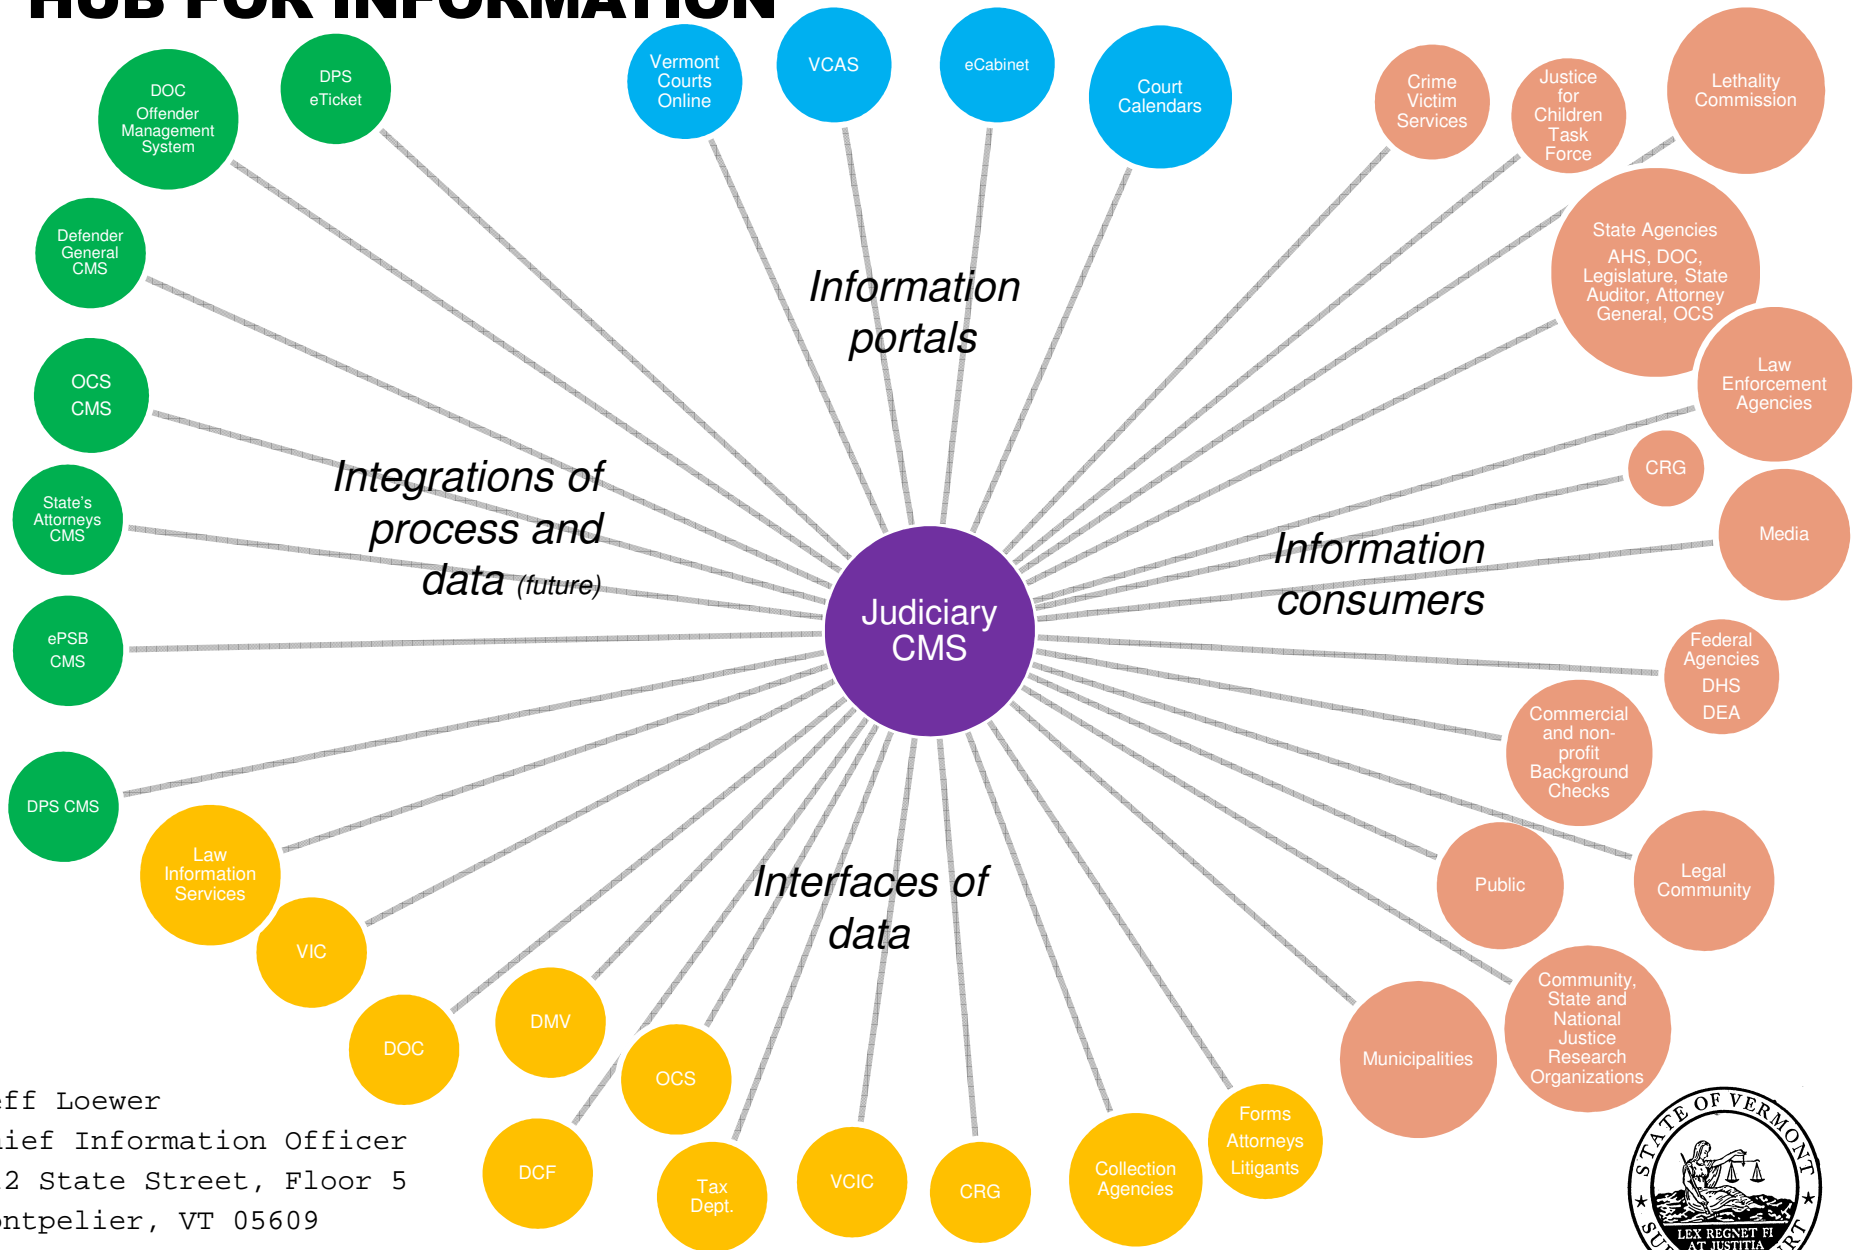 HUB FOR INFORMATION
DOC
Offender
Management
System
DPS
eTicket
Vermont
Courts
Online
VCAS
eCabinet
Court
Calendars
Crime
Victim
Services
Justice
for
Children
Task
Force
Lethality
Commission
State Agencies
AHS, DOC,
Legislature, State
Auditor, Attorney
General, OCS
Defender
General
CMS
Information
portals
Law
Enforcement
Agencies
OCS
CMS
CRG
Integrations of
process and
data (future)
State's
Attorneys
CMS
Media
Information
consumers
Judiciary
CMS
ePSB
CMS
Federal
Agencies
DHS
DEA
Commercial
and non-
profit
Background
Checks
DPS CMS
Law
Information
Services
Interfaces of
data
Public
Legal
Community
VIC
DOC
DMV
OCS
Municipalities
Community,
State and
National
Justice
Research
Organizations
DCF
Tax
Dept.
VCIC
CRG
Collection
Agencies
Forms
Attorneys
Litigants
eff Loewer
hief Information Officer
12 State Street, Floor 5
ontpelier, VT 05609
STATE OF VERMONT
LEX REGNET FI
AT JUSTITIA